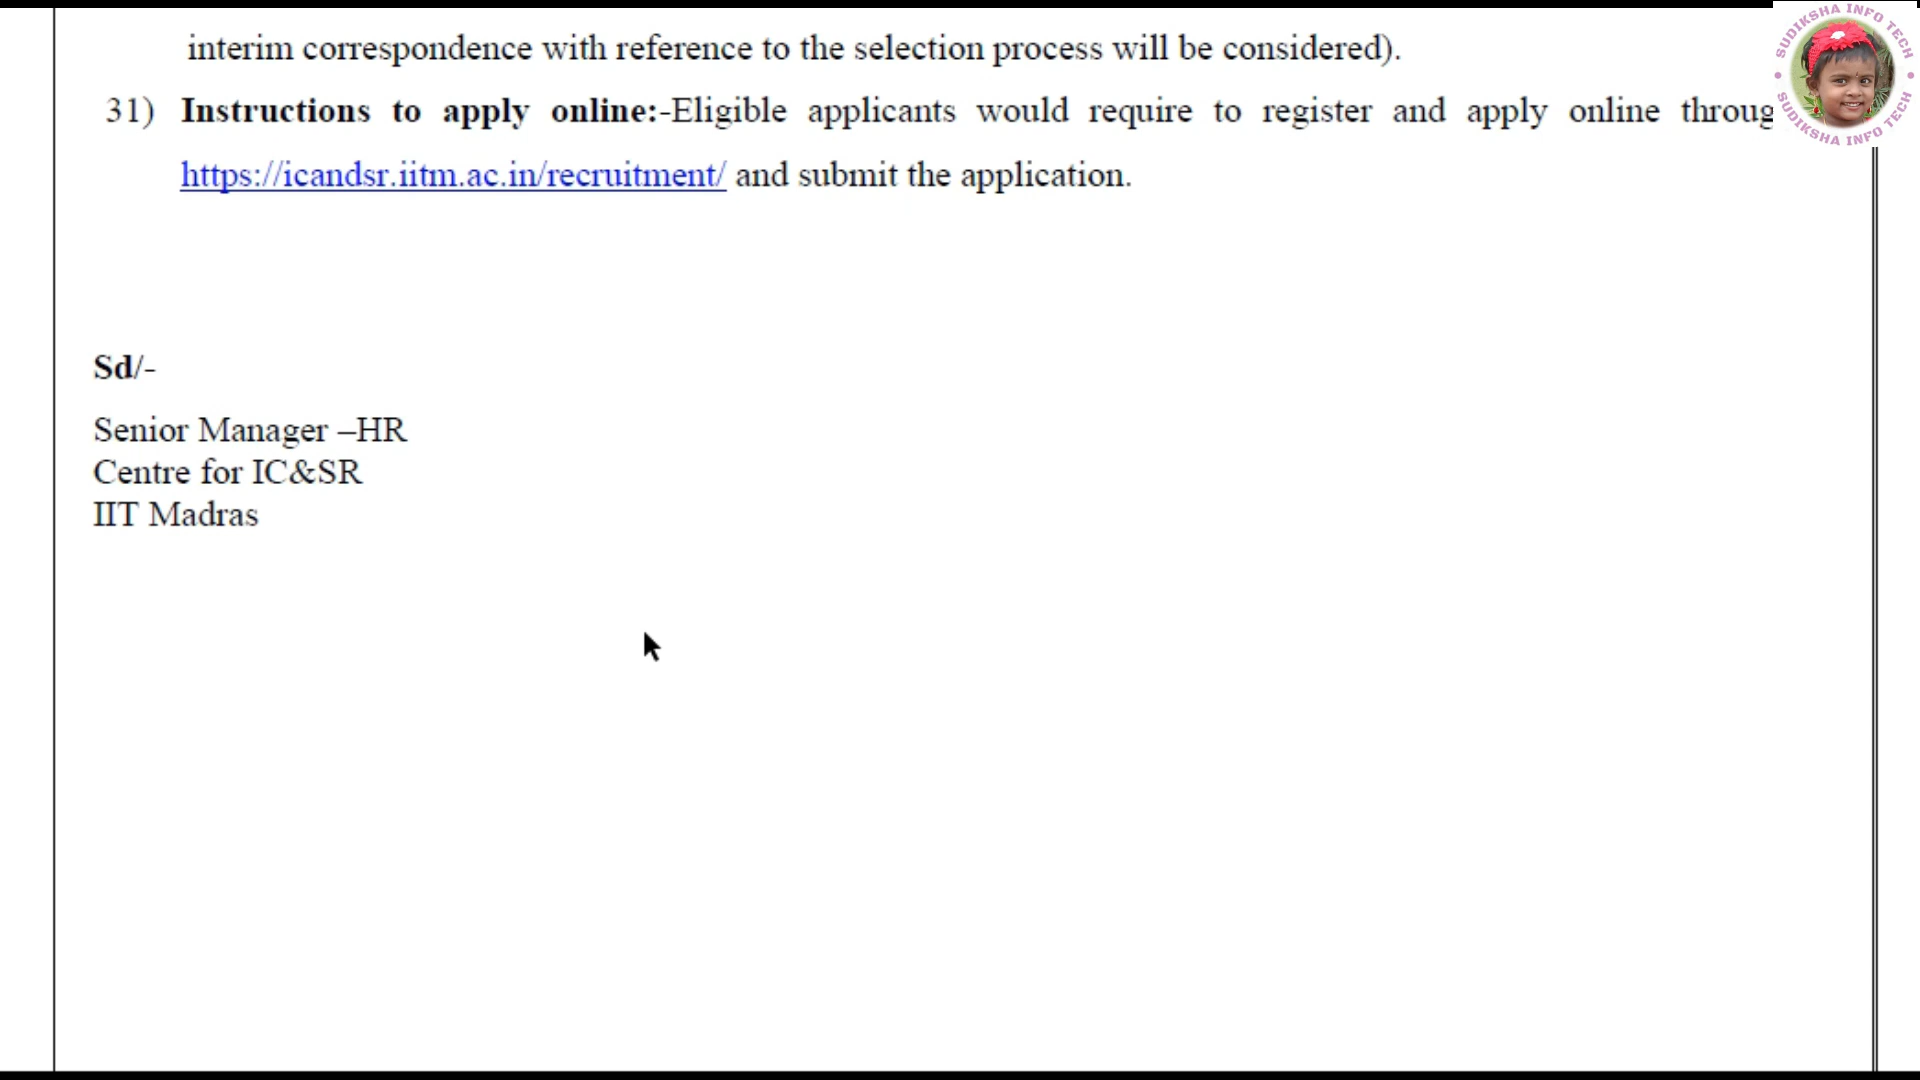 interim correspondence with reference to the selection process will be considered).
31) Instructions to apply online:-Eligible applicants would require to register and apply online throug
https://icandsr.iitm.ac.in/recruitment/ and submit the application.
Sd/-
Senior Manager –HR
Centre for IC&SR
IIT Madras
SUDIKSHA INFO TECH
SUDIKSHA INFO TECH